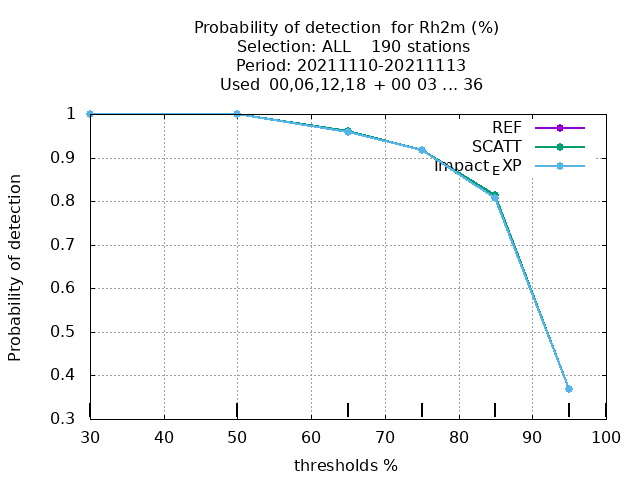 Probability of detection  for Rh2m (%)
Selection: ALL    190 stations
Period: 20211110-20211113
Used  00,06,12,18  + 00 03 ... 36
REF
SCATT
Impact_EXP
1
0.9
0.8
0.7
0.6
0.5
0.4
0.3
Probability of detection
30 40 50 60 70 80 90 100
thresholds %